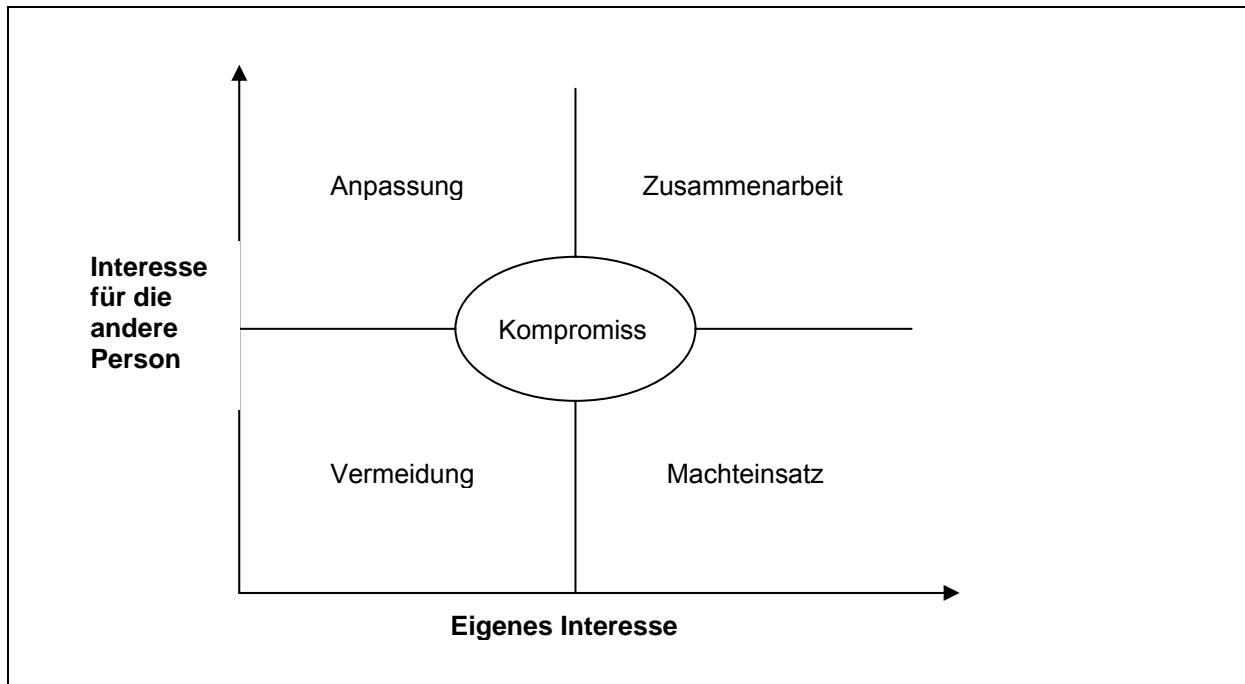 Anpassung
Zusammenarbeit
Interesse
für die
andere
Person
Kompromiss
Vermeidung
Machteinsatz
Eigenes Interesse